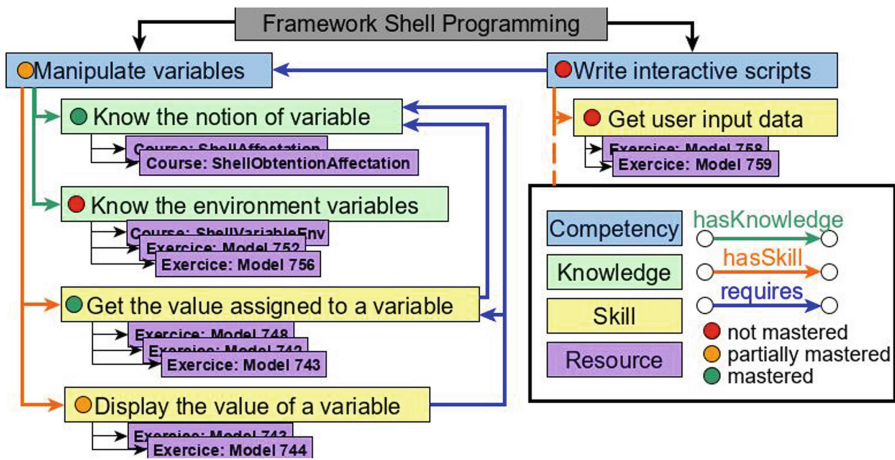 Framework Shell Programming
Manipulate variables
Write interactive scripts
Know the notion of variable
Course: ShellAffectation
Course: ShellObtentionAffectation
Know the environment variables
Course: ShellVariableEnv
Exercice: Model 752
Exercice: Model 756
Get the value assigned to a variable
Exercice: Model 748
Exercice: Model 742
Exercice: Model 743
Display the value of a variable
Exercice: Model 743
Exercice: Model 744
Get user input data
Exercice: Model 758
Exercice: Model 759
Competency
Knowledge
Skill
Resource
hasKnowledge
hasSkill
requires
not mastered
partially mastered
mastered